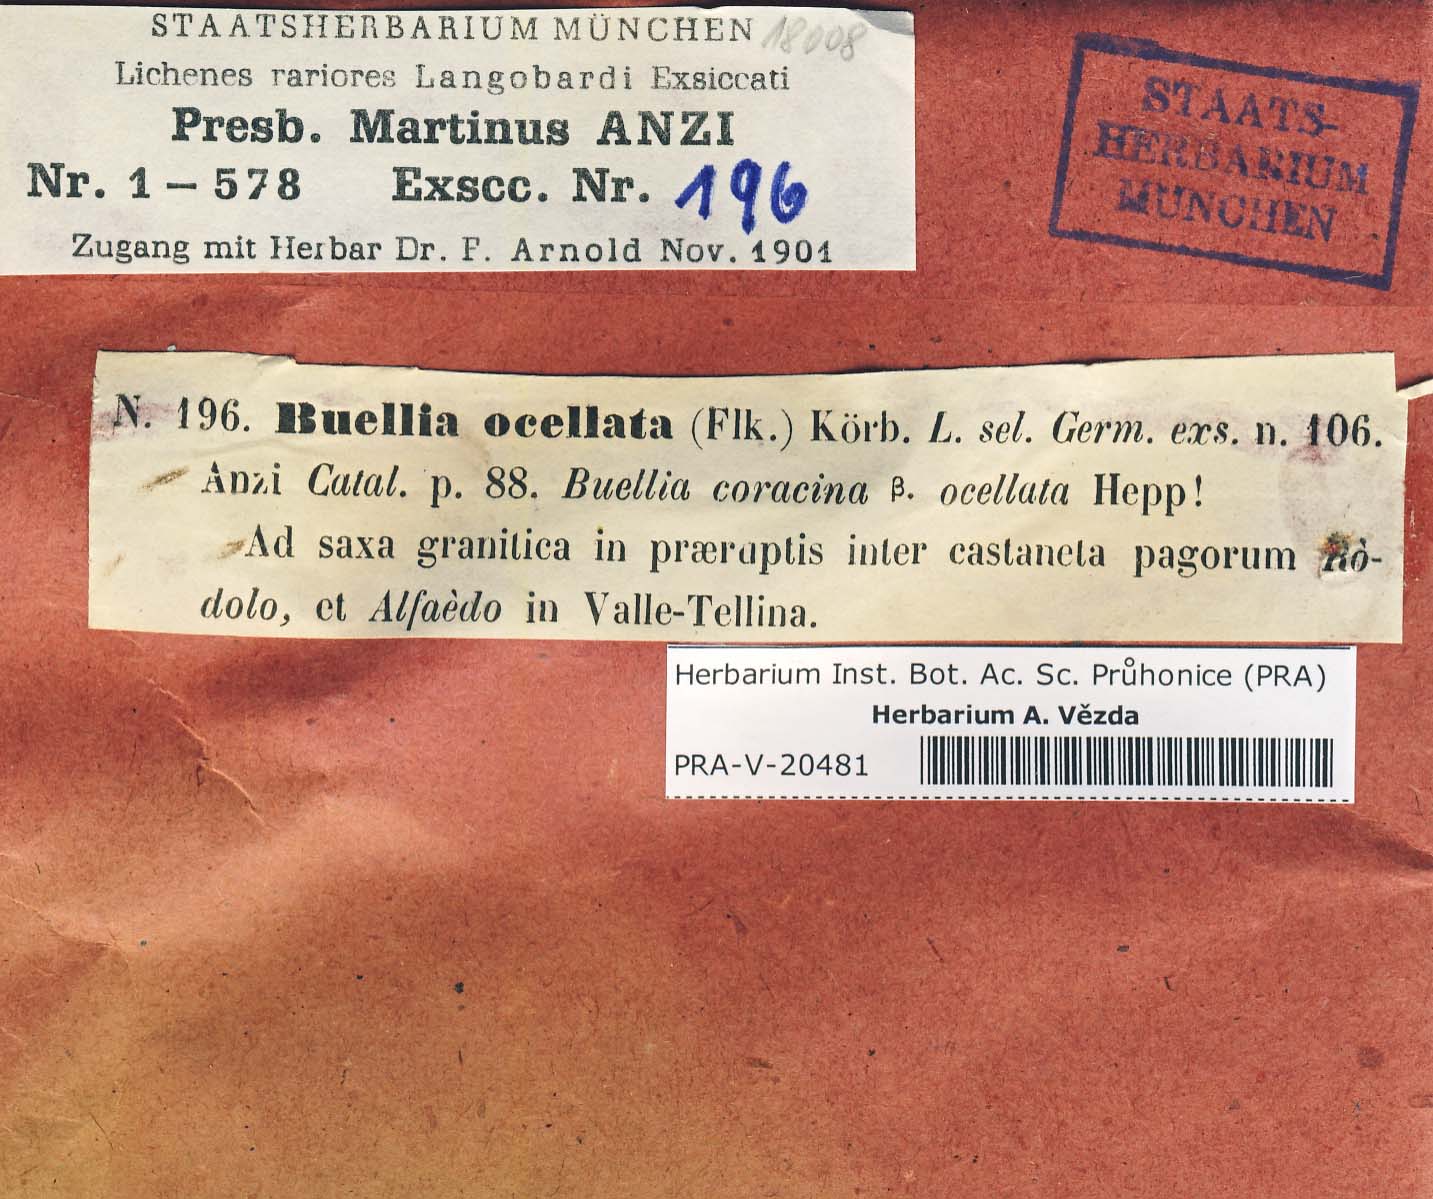 STAATSHERBARIUM MÜNCHEN 18008
Lichenes rariores Langobardi Exsiccati
Presb. Martinus ANZI
Nr. 1 – 578 Exscc. Nr. 196
Zugang mit Herbar Dr. F. Arnold Nov. 1901
STAATS-
HERBARIUM
MÜNCHEN
N. 196. Buellia ocellata (Flk.) Körb. L. sel. Germ. exs. n. 106.
Anzi Catal. p. 88. Buellia coracina β. ocellata Hepp!
Ad saxa granitica in præruptis inter castaneta pagorum
dolo, et Alfaèdo in Valle-Tellina.
Herbarium Inst. Bot. Ac. Sc. Průhonice (PRA)
Herbarium A. Vězda
PRA-V-20481